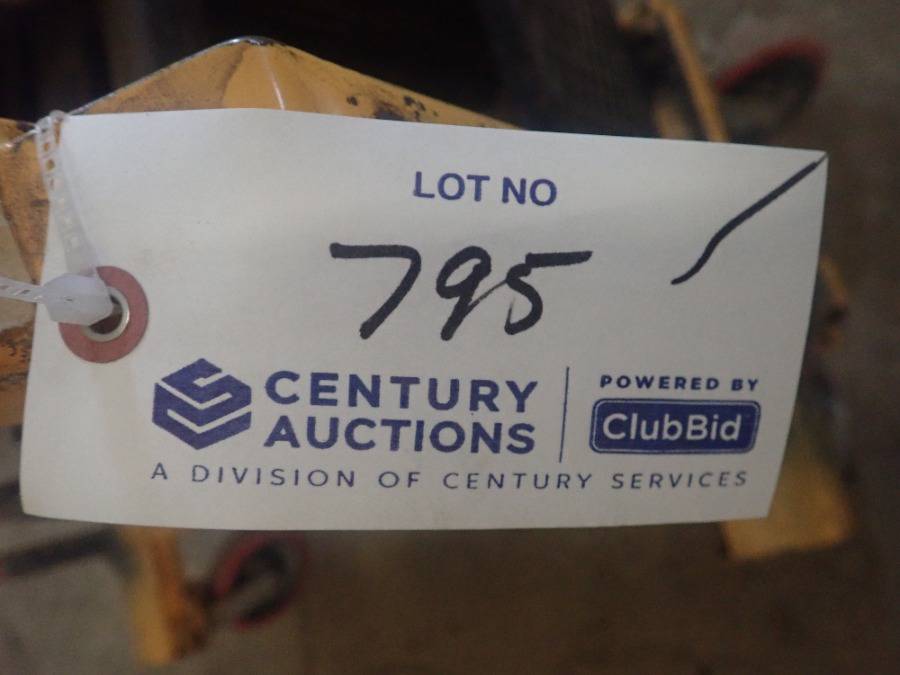 LOT NO
795
CENTURY
AUCTIONS
A DIVISION OF CENTURY SERVICES
POWERED BY
ClubBid